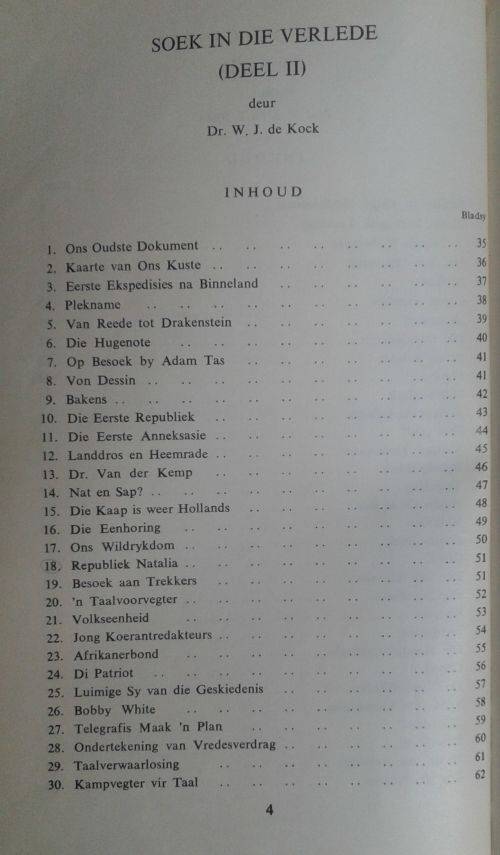 SOEK IN DIE VERLEDE
(DEEL II)
deur
Dr. W. J. de Kock
INHOUD
Bladsy
1. Ons Oudste Dokument .. .. .. .. .. .. .. .. 35
2. Kaarte van Ons Kuste .. .. .. .. .. .. .. .. 36
3. Eerste Ekspedisies na Binneland .. .. .. .. .. .. 37
4. Plekname .. .. .. .. .. .. .. .. .. .. 38
5. Van Reede tot Drakenstein .. .. .. .. .. .. .. 39
6. Die Hugenote .. .. .. .. .. .. .. .. .. 40
7. Op Besoek by Adam Tas .. .. .. .. .. .. .. 41
8. Von Dessin .. .. .. .. .. .. .. .. .. .. 41
9. Bakens .. .. .. .. .. .. .. .. .. .. .. 42
10. Die Eerste Republiek .. .. .. .. .. .. .. .. 43
11. Die Eerste Anneksasie .. .. .. .. .. .. .. .. 44
12. Landdros en Heemrade .. .. .. .. .. .. .. .. 45
13. Dr. Van der Kemp .. .. .. .. .. .. .. .. 46
14. Nat en Sap? .. .. .. .. .. .. .. .. .. .. 47
15. Die Kaap is weer Hollands .. .. .. .. .. .. .. 48
16. Die Eenhoring .. .. .. .. .. .. .. .. .. 49
17. Ons Wildrykdom .. .. .. .. .. .. .. .. .. 50
18. Republiek Natalia .. .. .. .. .. .. .. .. .. 51
19. Besoek aan Trekkers .. .. .. .. .. .. .. .. 51
20. 'n Taalvoorvegter .. .. .. .. .. .. .. .. .. 52
21. Volkseenheid .. .. .. .. .. .. .. .. .. 53
22. Jong Koerantredakteurs .. .. .. .. .. .. .. .. 54
23. Afrikanerbond .. .. .. .. .. .. .. .. .. 55
24. Di Patriot .. .. .. .. .. .. .. .. .. .. 56
25. Luimige Sy van die Geskiedenis .. .. .. .. .. .. 57
26. Bobby White .. .. .. .. .. .. .. .. .. 58
27. Telegrafis Maak 'n Plan .. .. .. .. .. .. .. 59
28. Ondertekening van Vredesverdrag .. .. .. .. .. .. 60
29. Taalverwaarlosing .. .. .. .. .. .. .. .. 61
30. Kampvegter vir Taal .. .. .. .. .. .. .. .. 62
4